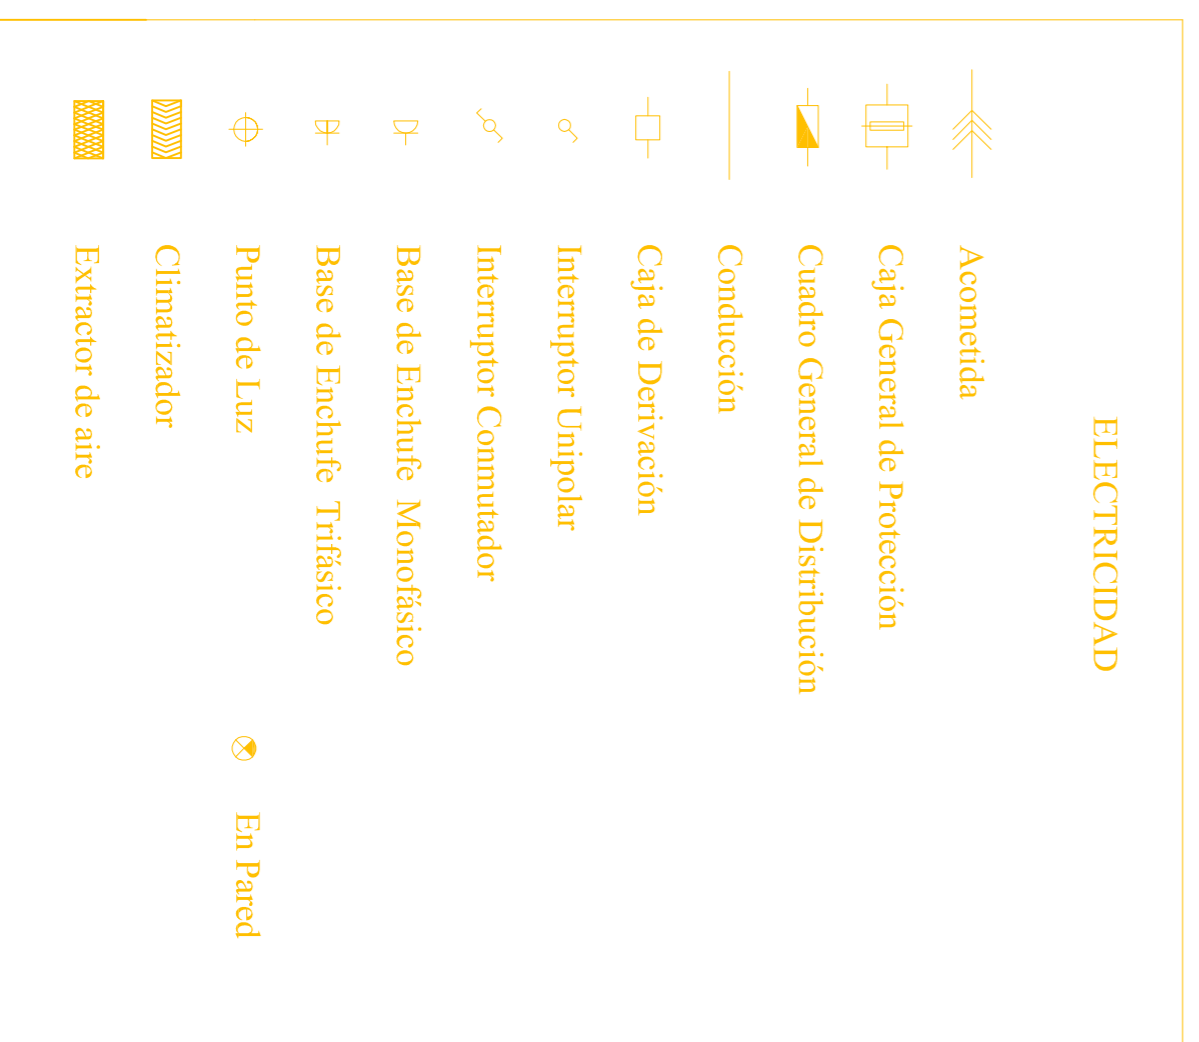 ELECTRICIDAD
Acometida
Caja General de Protección
Cuadro General de Distribución
Conducción
Caja de Derivación
Interruptor Unipolar
Interruptor Conmutador
Base de Enchufe Monofásico
Base de Enchufe Trifásico
Punto de Luz En Pared
Climatizador
Extractor de aire